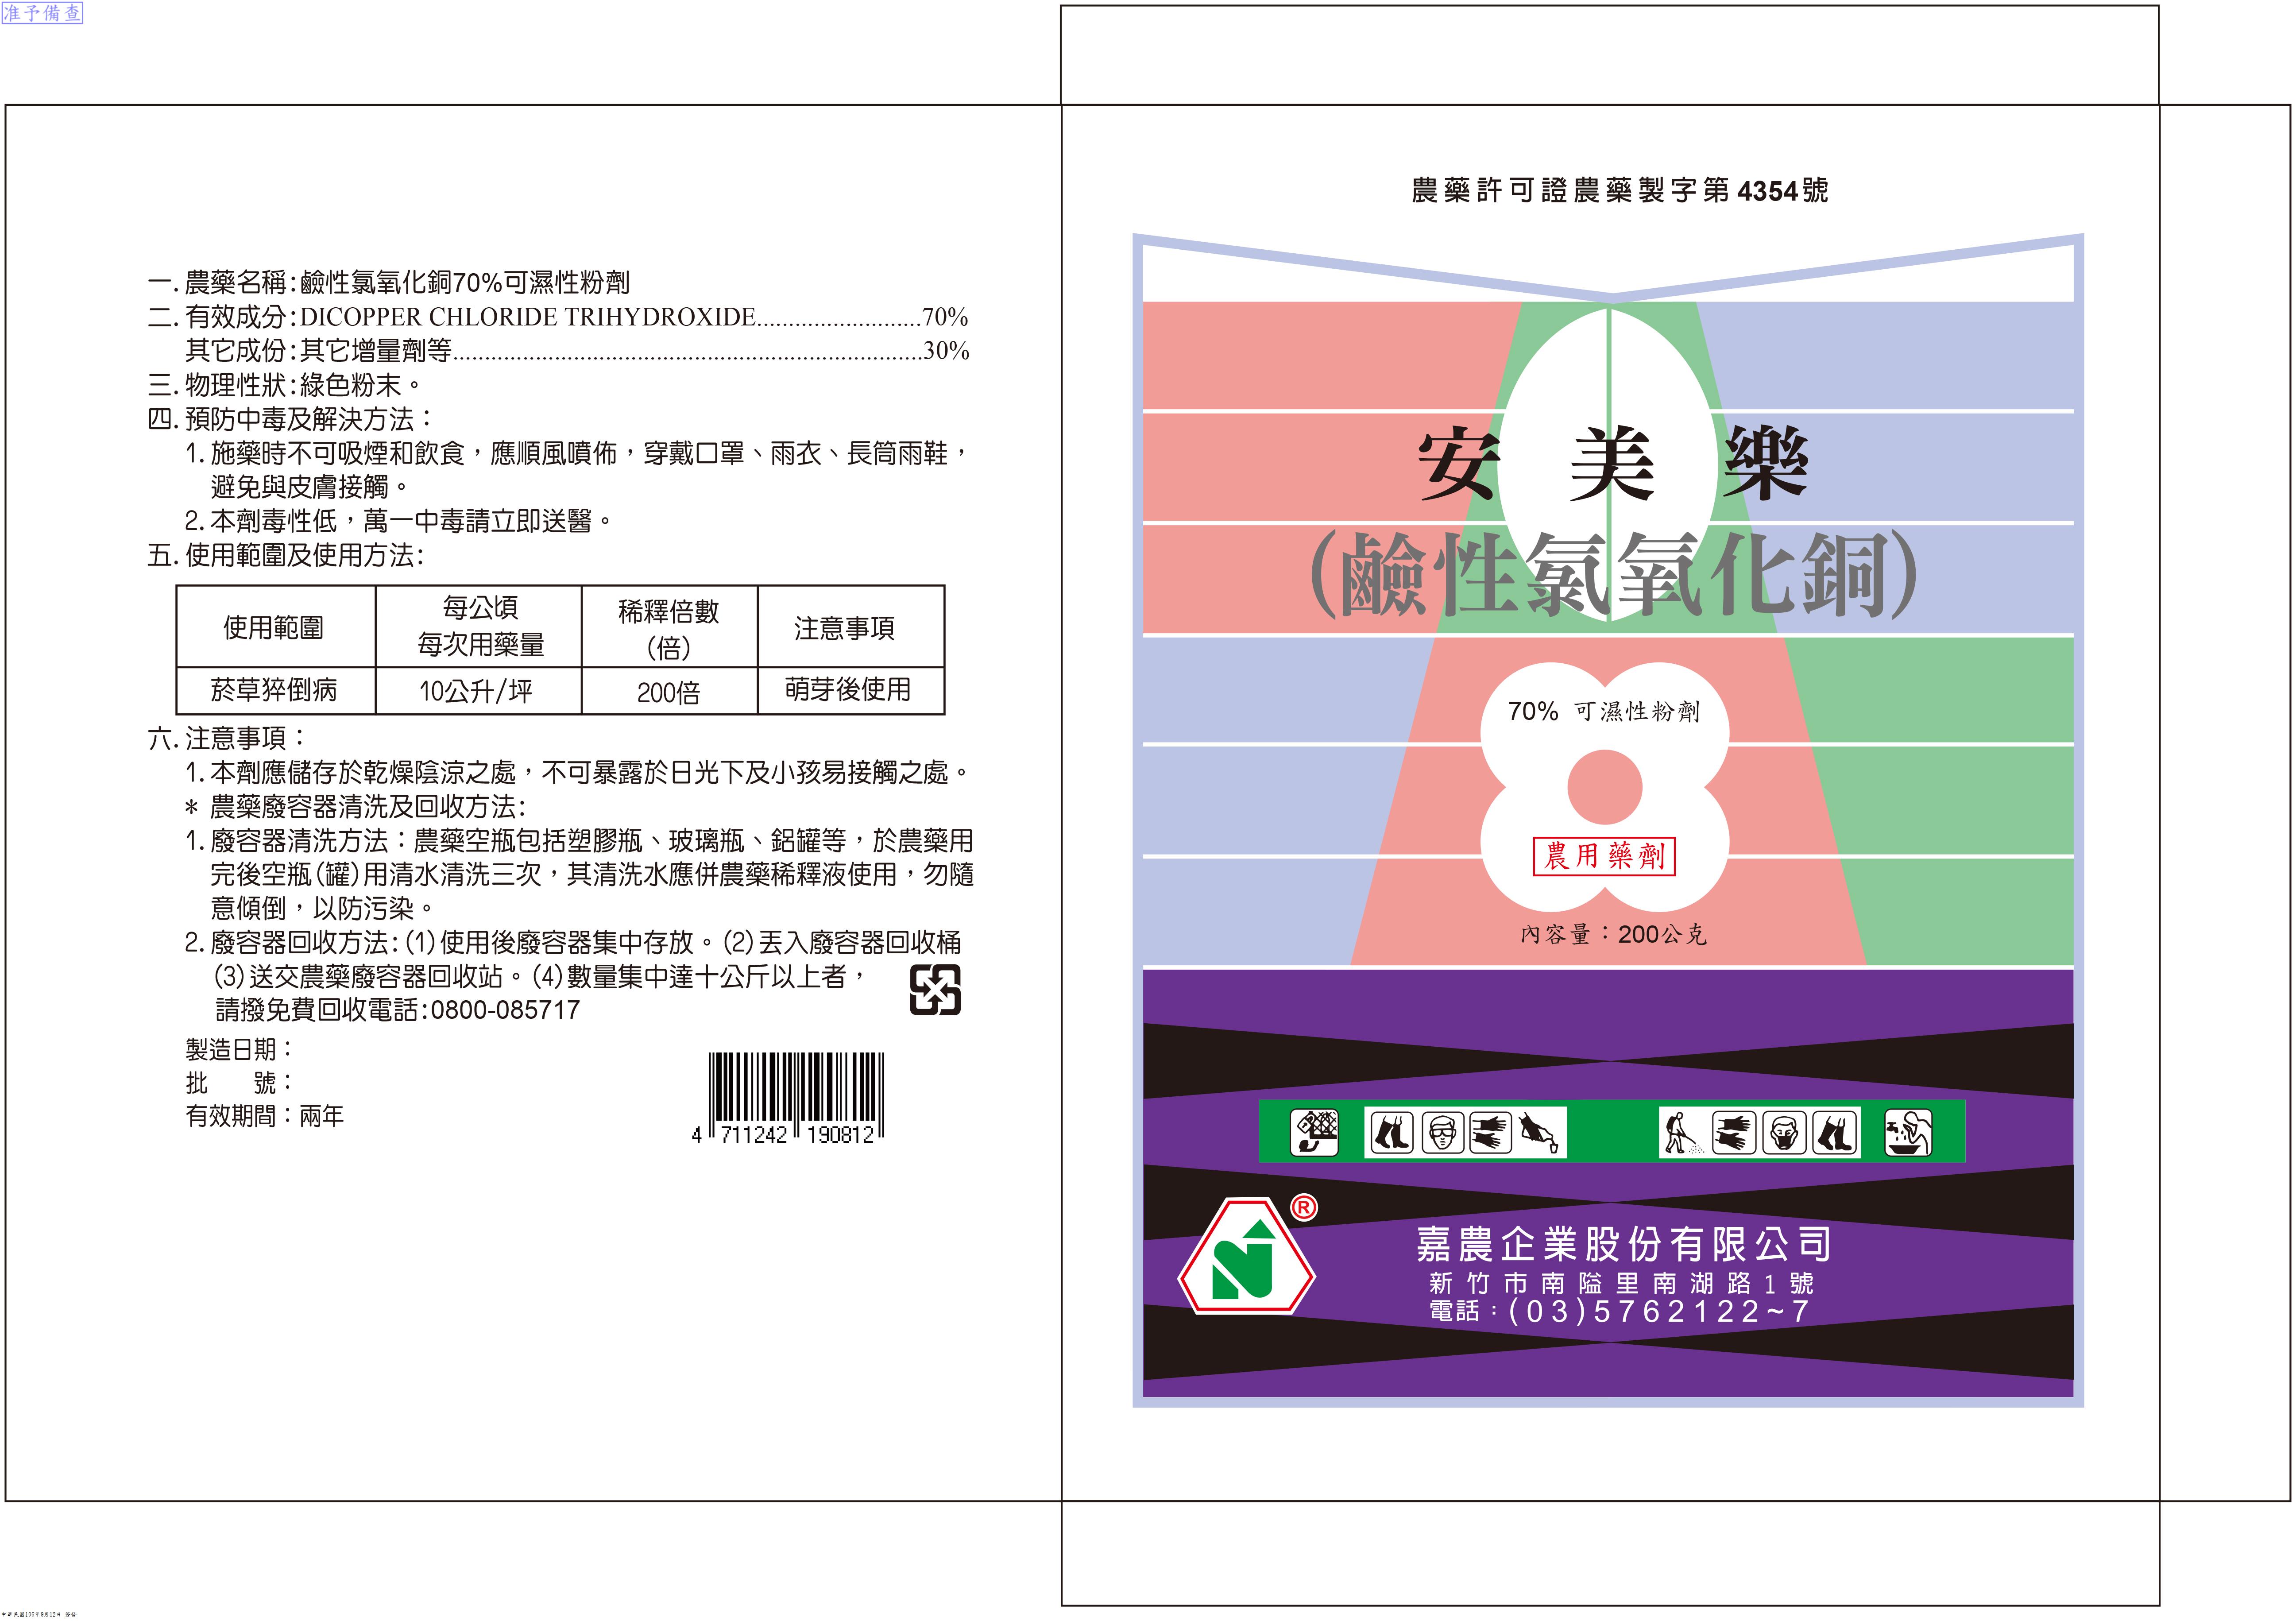 准予備查
一.農藥名稱:鹼性氯氧化銅70%可濕性粉劑
二.有效成分:DICOPPER CHLORIDE TRIHYDROXIDE..........................70%
其它成份:其它增量劑等..........................................................................30%
三.物理性狀:綠色粉末。
四.預防中毒及解決方法：
1.施藥時不可吸煙和飲食，應順風噴佈，穿戴口罩、雨衣、長筒雨鞋，
避免與皮膚接觸。
2.本劑毒性低，萬一中毒請立即送醫。
五.使用範圍及使用方法:
使用範圍 每公頃每次用藥量 稀釋倍數(倍) 注意事項
菸草猝倒病 10公升/坪 200倍 萌芽後使用
六.注意事項：
1.本劑應儲存於乾燥陰涼之處，不可暴露於日光下及小孩易接觸之處。
* 農藥廢容器清洗及回收方法:
1.廢容器清洗方法：農藥空瓶包括塑膠瓶、玻璃瓶、鋁罐等，於農藥用
完後空瓶(罐)用清水清洗三次，其清洗水應併農藥稀釋液使用，勿隨
意傾倒，以防污染。
2.廢容器回收方法:(1)使用後廢容器集中存放。(2)丟入廢容器回收桶
(3)送交農藥廢容器回收站。(4)數量集中達十公斤以上者，
請撥免費回收電話:0800-085717
製造日期：
批　　號：
有效期間：兩年
4 711242 190812
農藥許可證農藥製字第4354號
安美樂
(鹼性氯氧化銅)
70% 可濕性粉劑
農用藥劑
內容量：200公克
®
嘉農企業股份有限公司
新竹市南隘里南湖路1號
電話：(03)5762122~7
中華民國106年9月12日 簽發